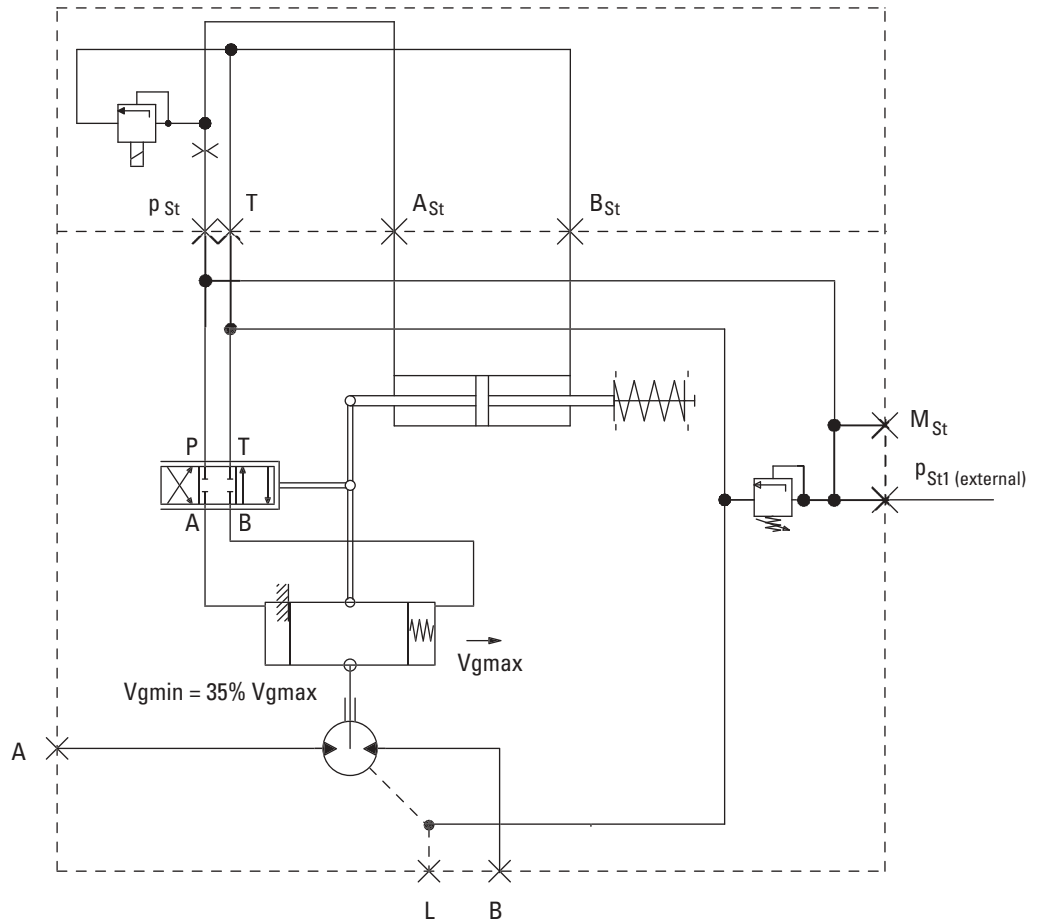 p St T A St B St
M St
p St1 (external)
P T
A B
Vgmax
Vgmin = 35% Vgmax
A
L B